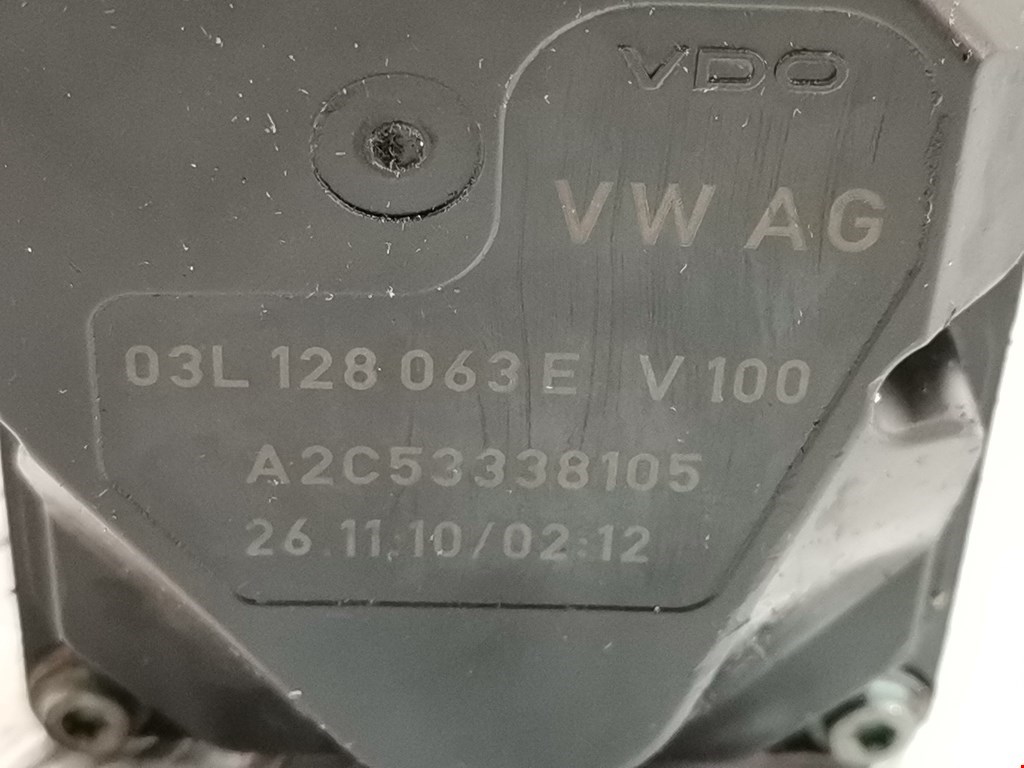 VDO
VW AG
03L 128 063 E V 100
A2C53338105
26.11.10/02:12